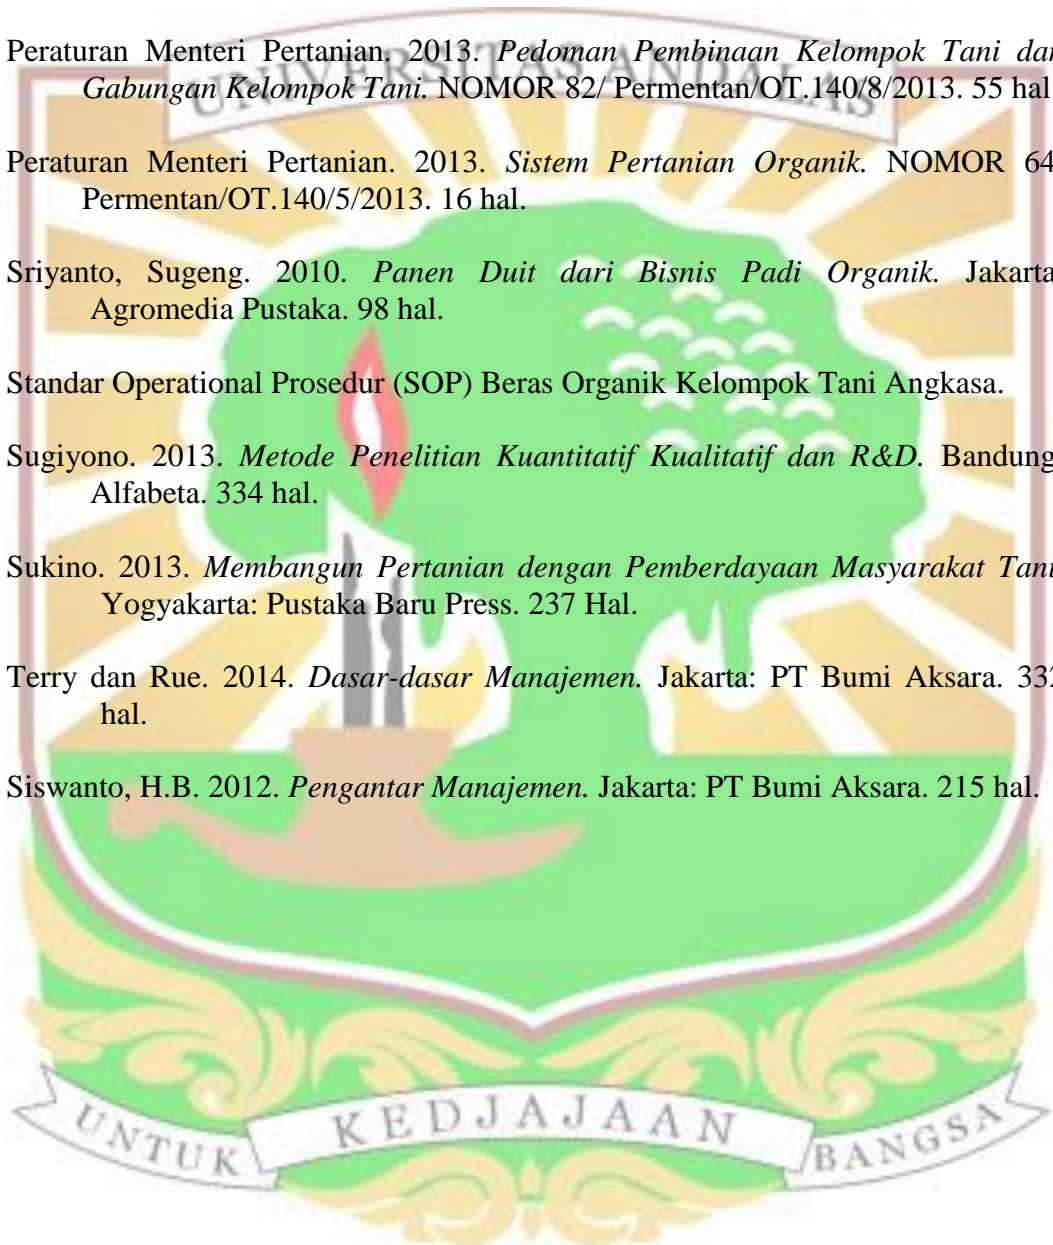 UNIVERSITAS ANDALAS
Peraturan Menteri Pertanian. 2013. Pedoman Pembinaan Kelompok Tani dan
Gabungan Kelompok Tani. NOMOR 82/ Permentan/OT.140/8/2013. 55 hal.
Peraturan Menteri Pertanian. 2013. Sistem Pertanian Organik. NOMOR 64
Permentan/OT.140/5/2013. 16 hal.
Sriyanto, Sugeng. 2010. Panen Duit dari Bisnis Padi Organik. Jakarta
Agromedia Pustaka. 98 hal.
Standar Operational Prosedur (SOP) Beras Organik Kelompok Tani Angkasa.
Sugiyono. 2013. Metode Penelitian Kuantitatif Kualitatif dan R&D. Bandung
Alfabeta. 334 hal.
Sukino. 2013. Membangun Pertanian dengan Pemberdayaan Masyarakat Tani
Yogyakarta: Pustaka Baru Press. 237 Hal.
Terry dan Rue. 2014. Dasar-dasar Manajemen. Jakarta: PT Bumi Aksara. 332
hal.
Siswanto, H.B. 2012. Pengantar Manajemen. Jakarta: PT Bumi Aksara. 215 hal.
UNTUK KEDJAJAAN BANGSA